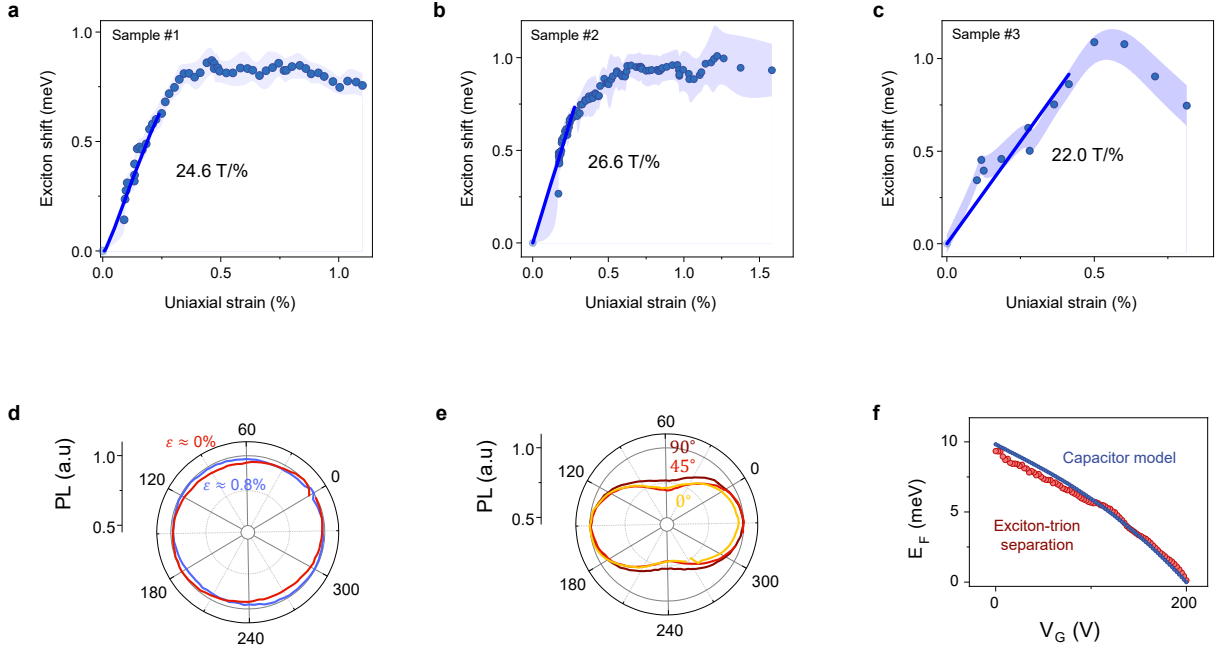 a
Sample #1
Exciton shift (meV)
1.0
0.5
0.0
24.6 T/%
0.0
0.5
1.0
Uniaxial strain (%)
b
Sample #2
Exciton shift (meV)
1.0
0.5
0.0
26.6 T/%
0.0
0.5
1.0
1.5
Uniaxial strain (%)
c
Sample #3
Exciton shift (meV)
1.0
0.5
0.0
22.0 T/%
0.0
0.5
Uniaxial strain (%)
d
PL (a.u)
1.0
0.5
ε ≈ 0%
ε ≈ 0.8%
60
0
120
180
300
240
e
PL (a.u)
1.0
0.5
90°
45°
0°
60
0
120
180
300
240
f
E_F (meV)
10
5
0
Capacitor model
Exciton-trion
separation
0
200
V_G (V)